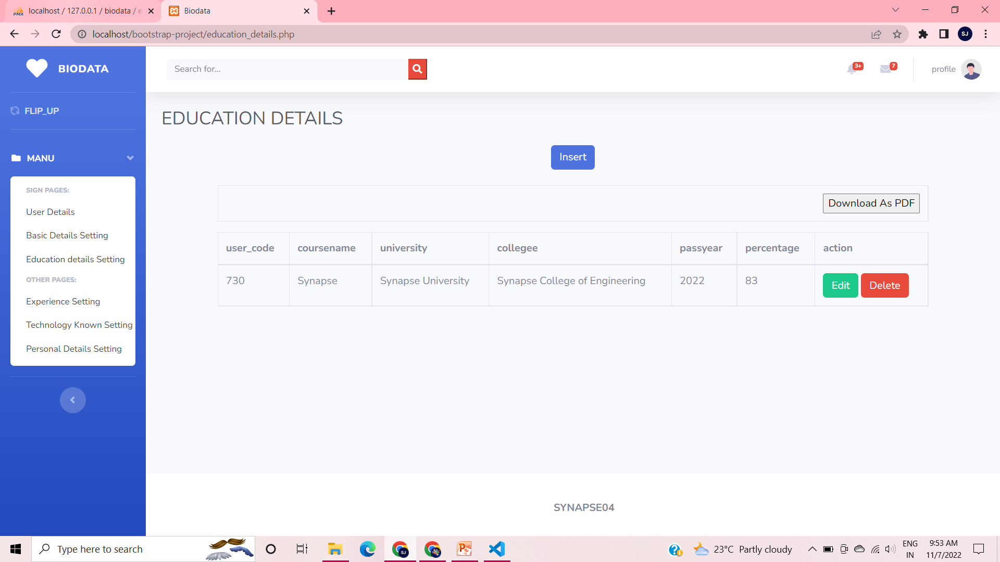 localhost / 127.0.0.1 / biodata / e
Biodata
localhost/bootstrap-project/education_details.php
SJ
BIODATA
Search for...
3+
7
profile
FLIP_UP
EDUCATION DETAILS
MANU
Insert
SIGN PAGES:
User Details
Basic Details Setting
Education details Setting
OTHER PAGES:
Experience Setting
Technology Known Setting
Personal Details Setting
Download As PDF
user_code coursename university collegee passyear percentage action
730 Synapse Synapse University Synapse College of Engineering 2022 83 Edit Delete
SYNAPSE04
Type here to search
23°C Partly cloudy
ENG
IN
9:53 AM
11/7/2022